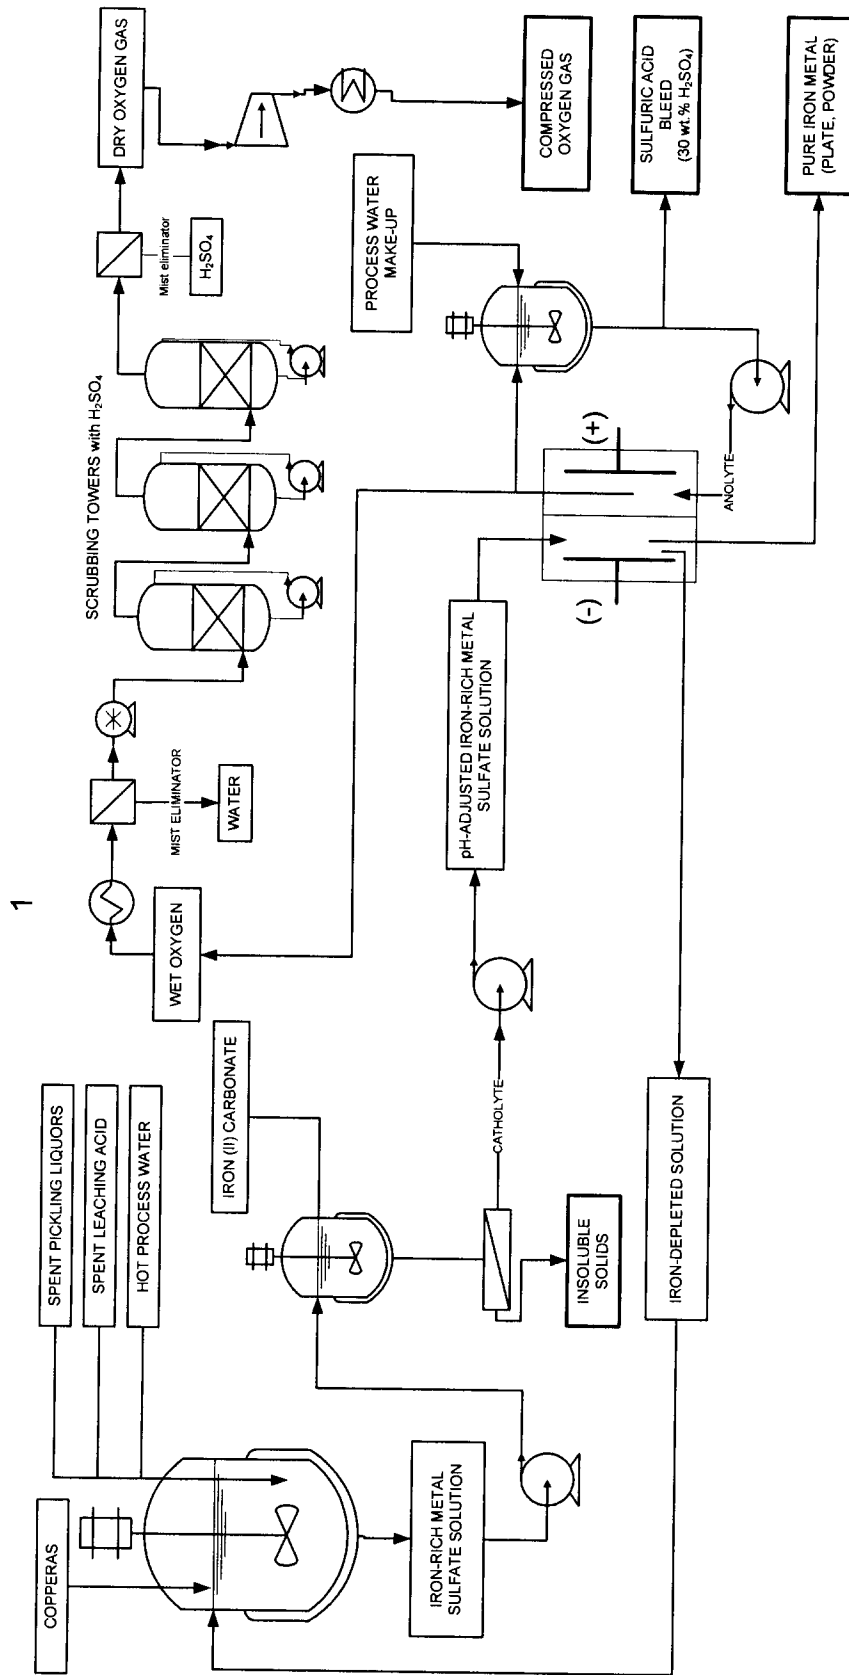 1
COPPERAS
SPENT PICKLING LIQUORS
SPENT LEACHING ACID
HOT PROCESS WATER
IRON-RICH METAL
SULFATE SOLUTION
IRON (II) CARBONATE
INSOLUBLE
SOLIDS
CATHOLYTE
pH-ADJUSTED IRON-RICH METAL
SULFATE SOLUTION
IRON-DEPLETED SOLUTION
(-)
(+)
ANOLYTE
WET OXYGEN
MIST ELIMINATOR
WATER
SCRUBBING TOWERS with H₂SO₄
Mist eliminator
H₂SO₄
DRY OXYGEN GAS
COMPRESSED
OXYGEN GAS
PROCESS WATER
MAKE-UP
SULFURIC ACID
BLEED
(30 wt.% H₂SO₄)
PURE IRON METAL
(PLATE, POWDER)